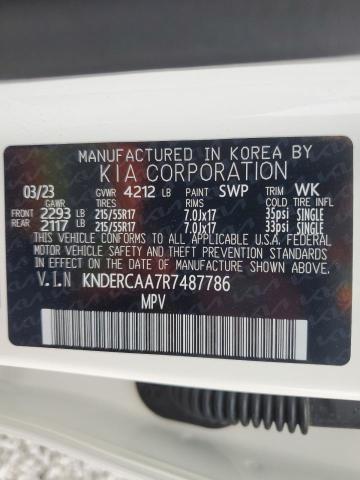 MANUFACTURED IN KOREA BY
KIA CORPORATION
03/23 GVWR 4212 LB PAINT SWP TRIM WK
GAWR TIRES RIMS COLD TIRE INFL
FRONT 2293 LB 215/55R17 7.0Jx17 35psi SINGLE
REAR 2117 LB 215/55R17 7.0Jx17 33psi SINGLE
THIS VEHICLE CONFORMS TO ALL APPLICABLE U.S.A. FEDERAL
MOTOR VEHICLE SAFETY AND THEFT PREVENTION STANDARDS
IN EFFECT ON THE DATE OF MANUFACTURE SHOWN ABOVE.
V.I.N KNDERCAA7R7487786
MPV